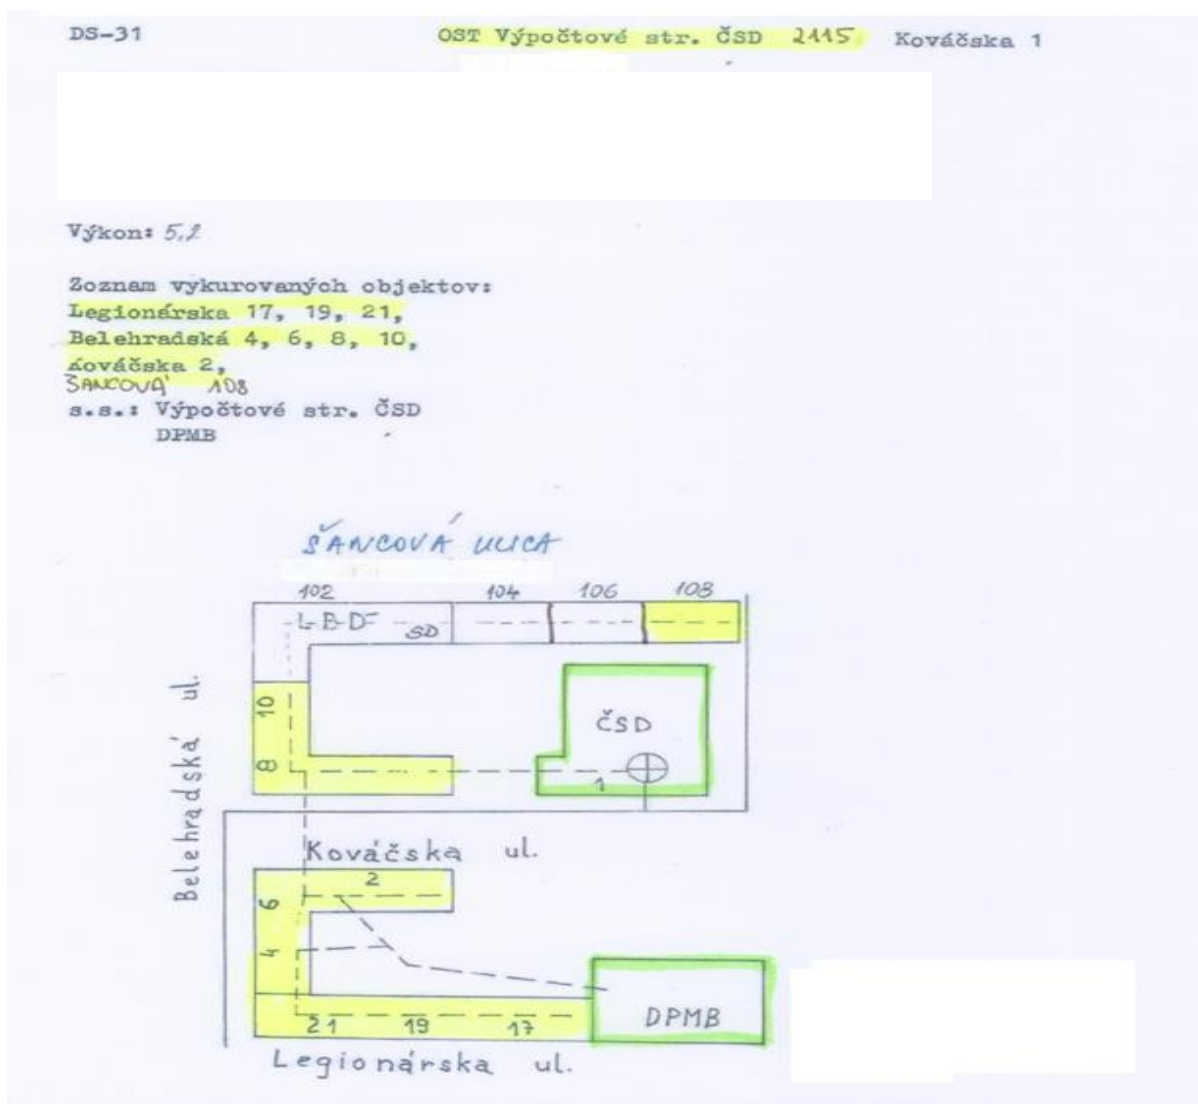 DS-31 OST Výpočtové str. ČSD 2115 Kováčska 1
Výkon: 5,2
Zoznam vykurovaných objektov:
Legionárska 17, 19, 21,
Belehradská 4, 6, 8, 10,
Kováčska 2,
ŠANCOVÁ 108
s.s.: Výpočtové str. ČSD
DPMB
ŠANCOVÁ ULICA
102 104 106 108
L-B-D SD
Belehradská ul.
10
8
ČSD
1
Kováčska ul.
2
6
4
21 19 17
DPMB
Legionárska ul.